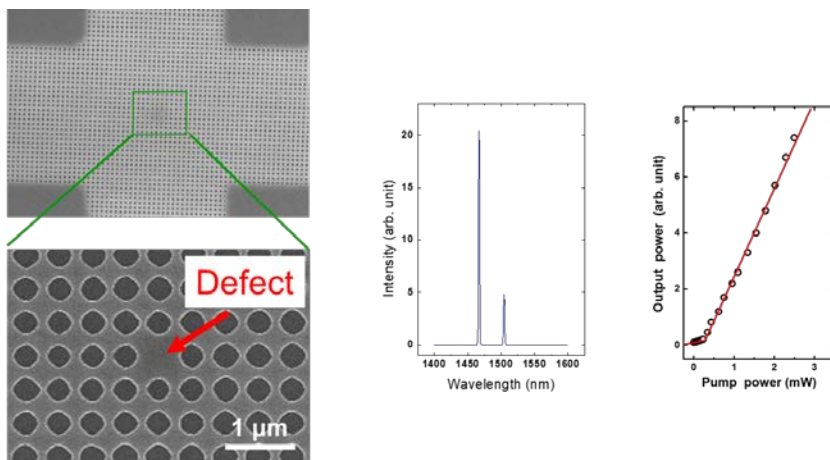 Defect
1 μm
Intensity (arb. unit)
20
15
10
5
0
1400 1450 1500 1550 1600
Wavelength (nm)
Output power (arb. unit)
8
6
4
2
0
0 1 2 3
Pump power (mW)